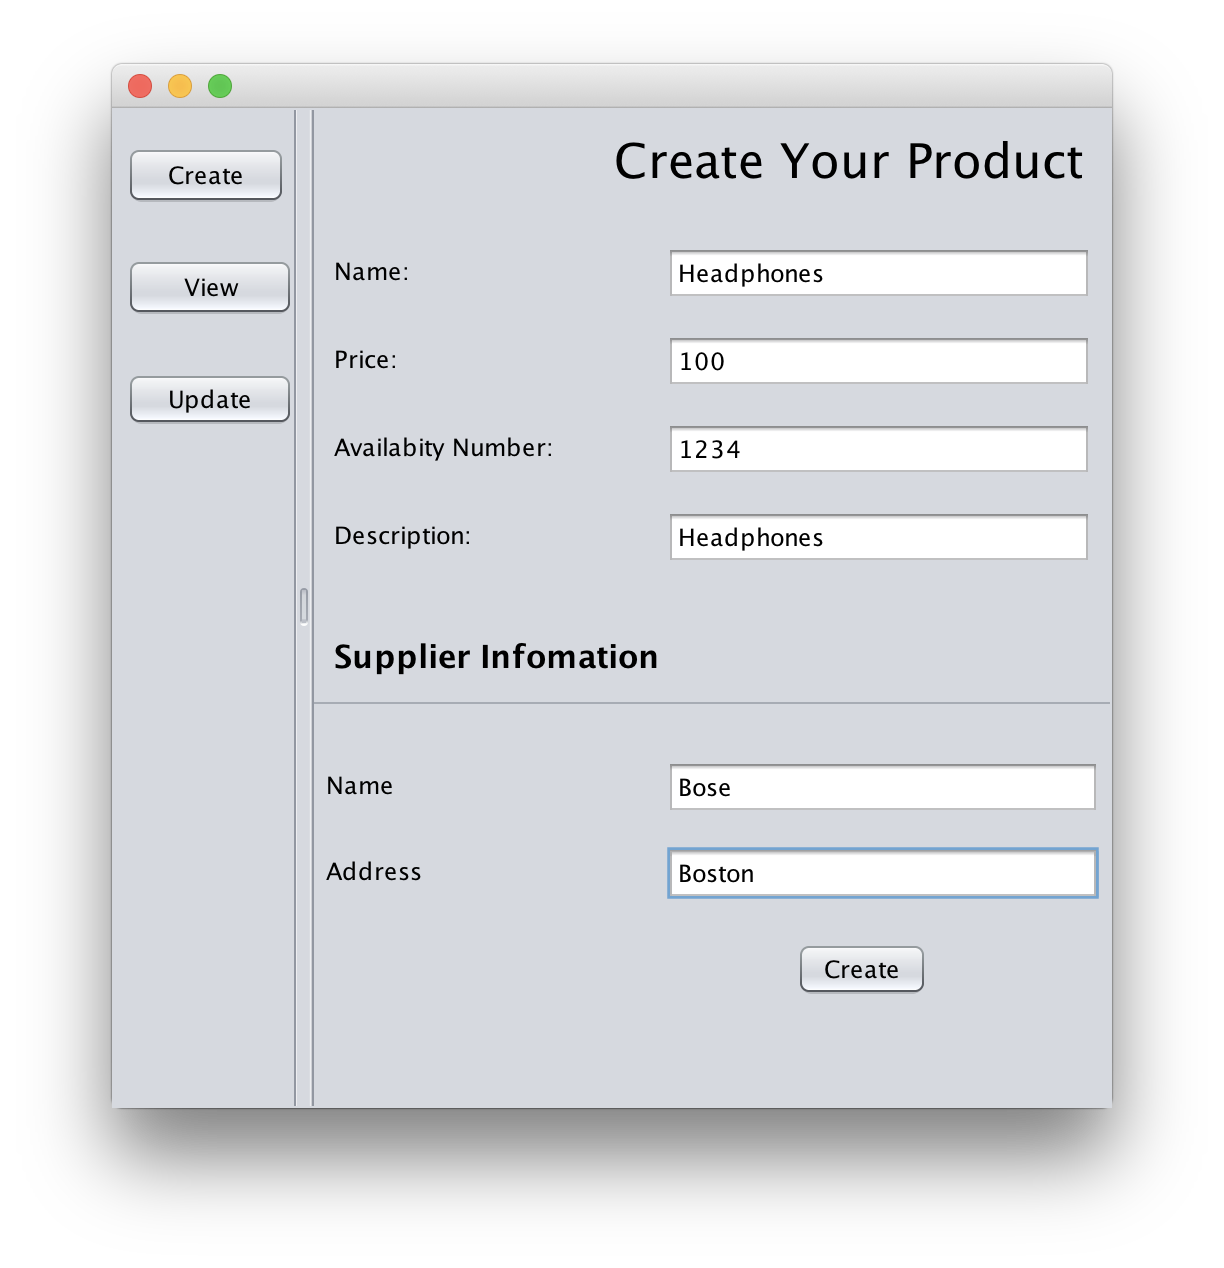 Create
View
Update
Create Your Product
Name:
Headphones
Price:
100
Availabity Number:
1234
Description:
Headphones
Supplier Infomation
Name
Bose
Address
Boston
Create